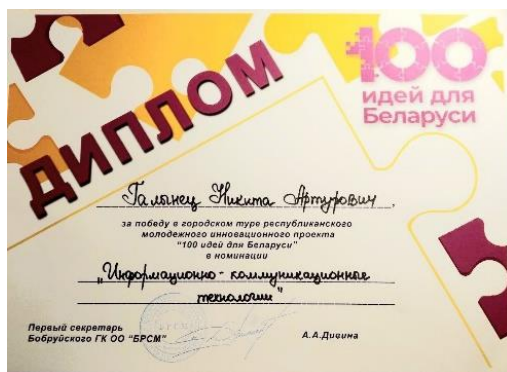 ДИПЛОМ
100
идей для
Беларуси
Галынец Никита Артурович,
за победу в городском туре республиканского
молодежного инновационного проекта
"100 идей для Беларуси"
в номинации
„Информационно-коммуникационные
технологии"
Первый секретарь
Бобруйского ГК ОО "БРСМ"
А.А.Дивина